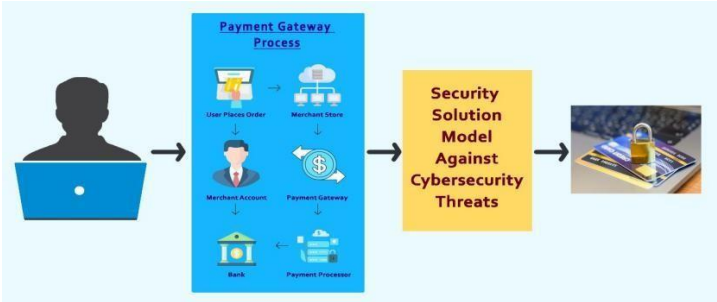 Payment Gateway
Process
User Places Order
Merchant Store
Merchant Account
Payment Gateway
Bank
Payment Processor
Security
Solution
Model
Against
Cybersecurity
Threats